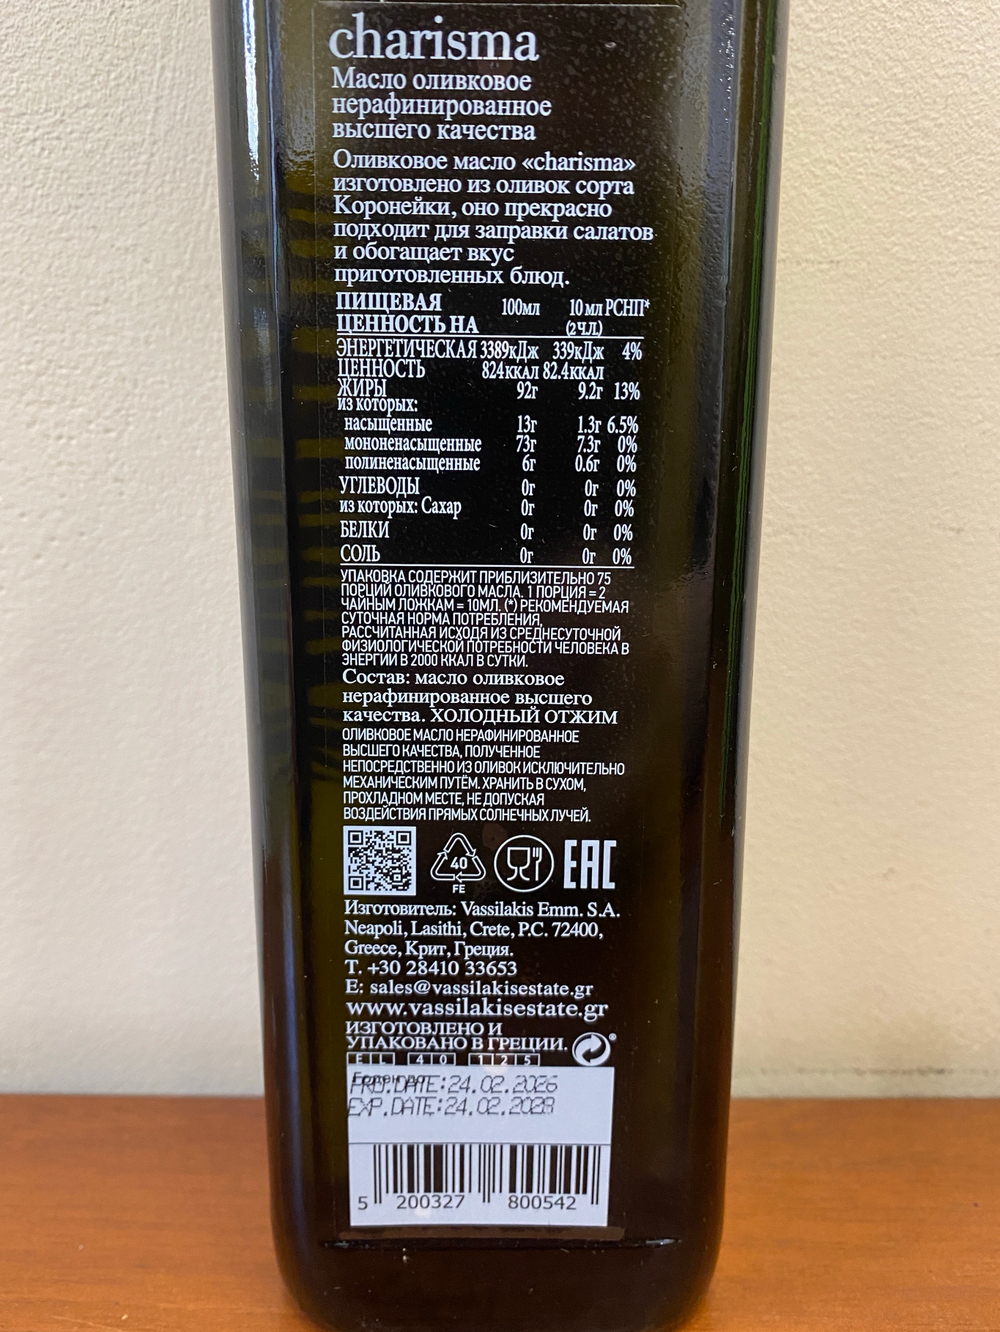 charisma
Масло оливковое
нерафинированное
высшего качества
Оливковое масло «charisma»
изготовлено из оливок сорта
Коронейки, оно прекрасно
подходит для заправки салатов
и обогащает вкус
приготовленных блюд.
ПИЩЕВАЯ ЦЕННОСТЬ НА 100мл 10 мл (2Ч.Л.) РСНП*
ЭНЕРГЕТИЧЕСКАЯ 3389кДж 339кДж 4%
ЦЕННОСТЬ 824ккал 82.4ккал
ЖИРЫ 92г 9.2г 13%
из которых:
насыщенные 13г 1.3г 6.5%
мононенасыщенные 73г 7.3г 0%
полиненасыщенные 6г 0.6г 0%
УГЛЕВОДЫ 0г 0г 0%
из которых: Сахар 0г 0г 0%
БЕЛКИ 0г 0г 0%
СОЛЬ 0г 0г 0%
УПАКОВКА СОДЕРЖИТ ПРИБЛИЗИТЕЛЬНО 75
ПОРЦИЙ ОЛИВКОВОГО МАСЛА. 1 ПОРЦИЯ = 2
ЧАЙНЫМ ЛОЖКАМ = 10МЛ. (*) РЕКОМЕНДУЕМАЯ
СУТОЧНАЯ НОРМА ПОТРЕБЛЕНИЯ,
РАССЧИТАННАЯ ИСХОДЯ ИЗ СРЕДНЕСУТОЧНОЙ
ФИЗИОЛОГИЧЕСКОЙ ПОТРЕБНОСТИ ЧЕЛОВЕКА В
ЭНЕРГИИ В 2000 ККАЛ В СУТКИ.
Состав: масло оливковое
нерафинированное высшего
качества. ХОЛОДНЫЙ ОТЖИМ
ОЛИВКОВОЕ МАСЛО НЕРАФИНИРОВАННОЕ
ВЫСШЕГО КАЧЕСТВА, ПОЛУЧЕННОЕ
НЕПОСРЕДСТВЕННО ИЗ ОЛИВОК ИСКЛЮЧИТЕЛЬНО
МЕХАНИЧЕСКИМ ПУТЁМ. ХРАНИТЬ В СУХОМ,
ПРОХЛАДНОМ МЕСТЕ, НЕ ДОПУСКАЯ
ВОЗДЕЙСТВИЯ ПРЯМЫХ СОЛНЕЧНЫХ ЛУЧЕЙ.
40
FE
EAC
Изготовитель: Vassilakis Emm. S.A.
Neapoli, Lasithi, Crete, P.C. 72400,
Greece, Крит, Греция.
T. +30 28410 33653
E: sales@vassilakisestate.gr
www.vassilakisestate.gr
ИЗГОТОВЛЕНО И
УПАКОВАНО В ГРЕЦИИ.
EL 40 125
PRO.DATE:24.02.2026
EXP.DATE:24.02.2028
5 200327 800542